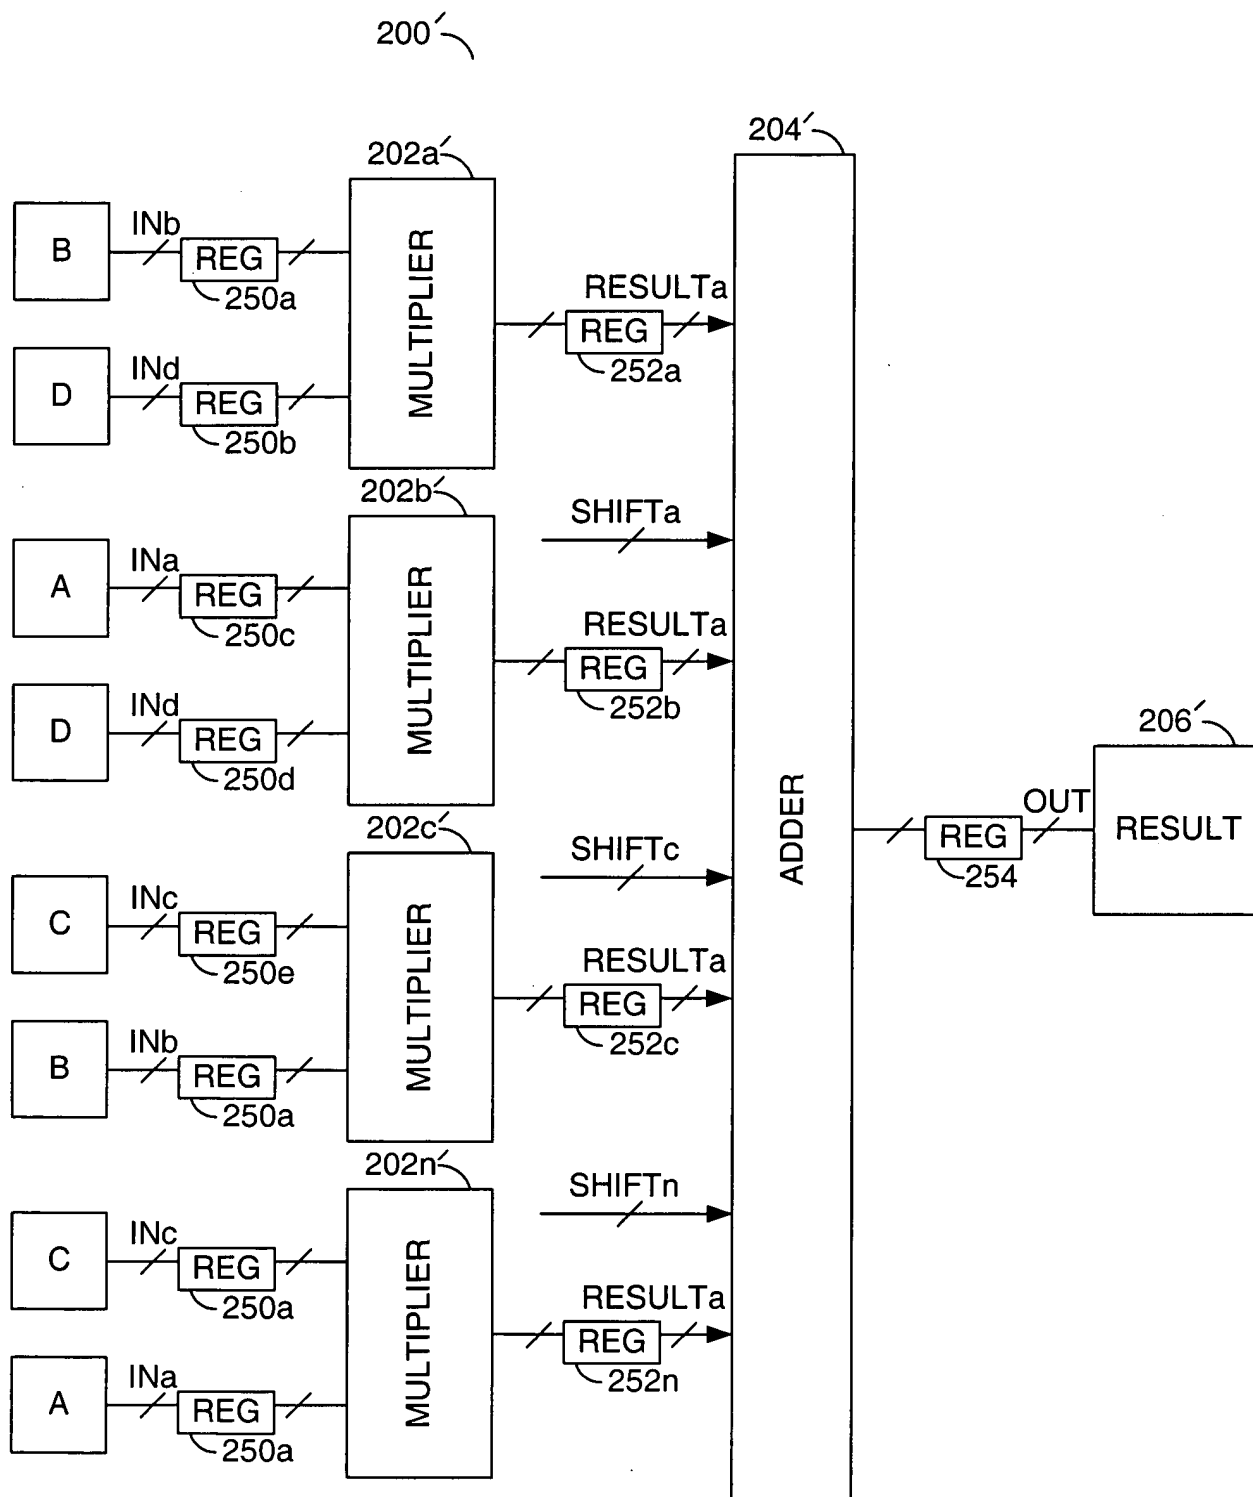 200′
204′
202a′
B
INb
REG
250a
D
INd
REG
250b
MULTIPLIER
RESULTa
REG
252a
202b′
SHIFTa
A
INa
REG
250c
D
INd
REG
250d
MULTIPLIER
RESULTa
REG
252b
202c′
SHIFTc
C
INc
REG
250e
B
INb
REG
250a
MULTIPLIER
RESULTa
REG
252c
202n′
SHIFTn
C
INc
REG
250a
A
INa
REG
250a
MULTIPLIER
RESULTa
REG
252n
ADDER
REG
254
OUT
206′
RESULT